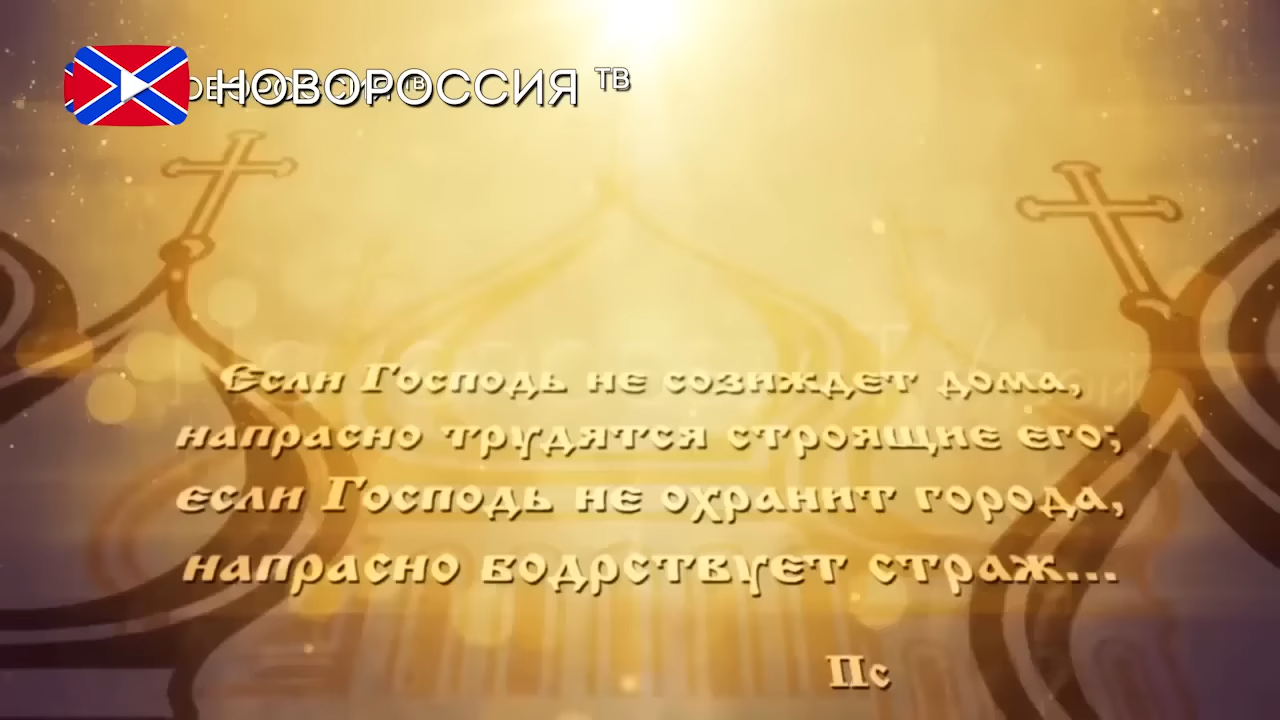 НОВОРОССИЯ ТВ
Если Господь не созиждет дома,
напрасно трудятся строящие его;
если Господь не охранит города,
напрасно бодрствует страж...
Пс